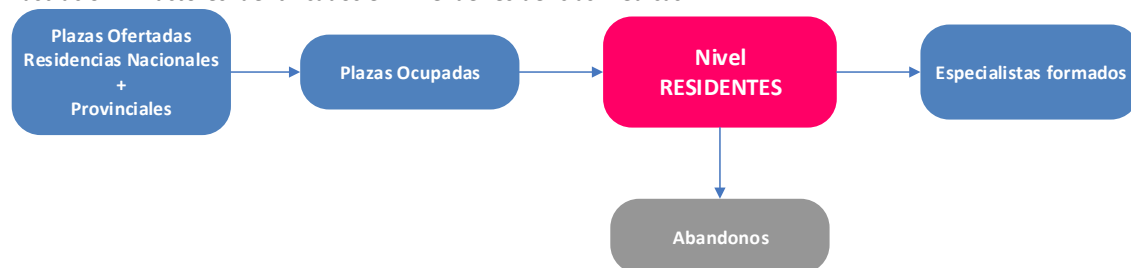 Plazas Ofertadas
Residencias Nacionales
+
Provinciales
Plazas Ocupadas
Nivel
RESIDENTES
Especialistas formados
Abandonos